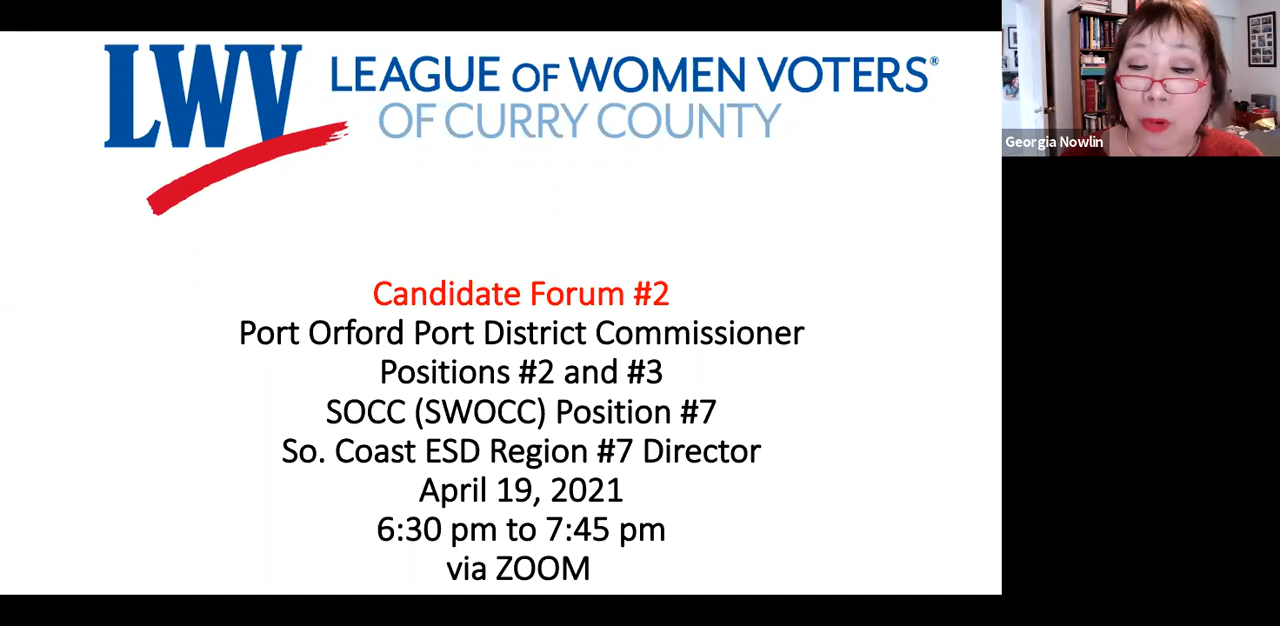 LWV LEAGUE OF WOMEN VOTERS®
OF CURRY COUNTY
Georgia Nowlin
Candidate Forum #2
Port Orford Port District Commissioner
Positions #2 and #3
SOCC (SWOCC) Position #7
So. Coast ESD Region #7 Director
April 19, 2021
6:30 pm to 7:45 pm
via ZOOM